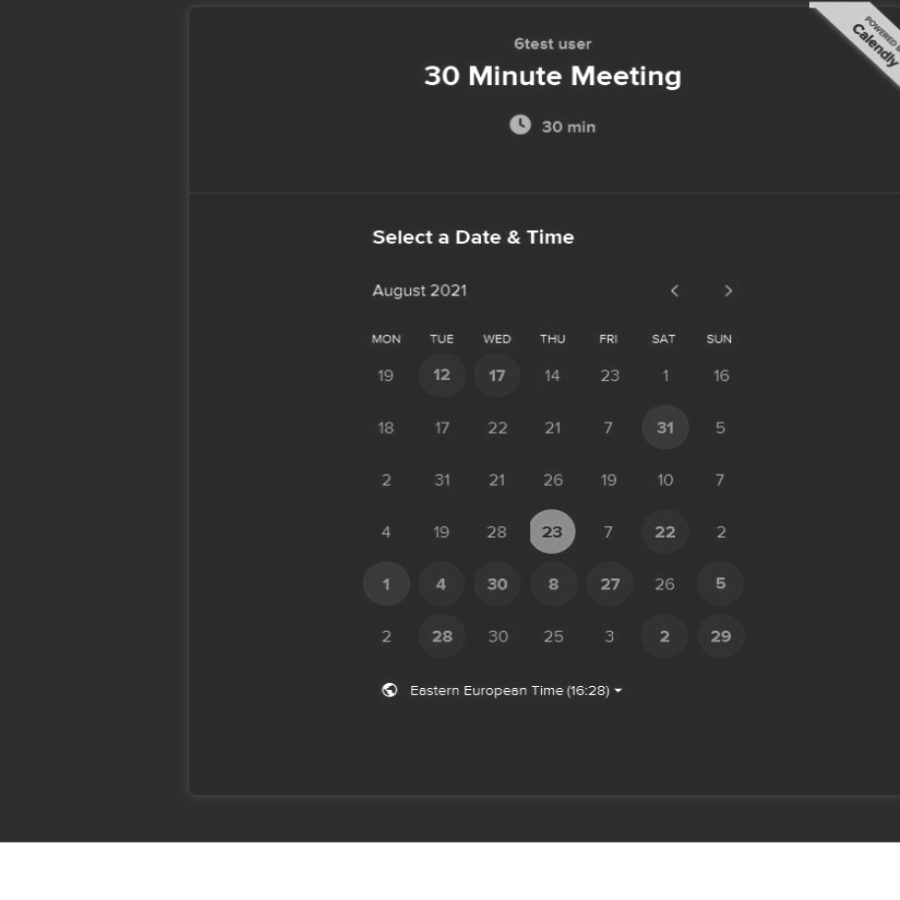 POWERED
Calendly
6test user
30 Minute Meeting
30 min
Select a Date & Time
August 2021
MON TUE WED THU FRI SAT SUN
19 12 17 14 23 1 16
18 17 22 21 7 31 5
2 31 21 26 19 10 7
4 19 28 23 7 22 2
1 4 30 8 27 26 5
2 28 30 25 3 2 29
Eastern European Time (16:28)